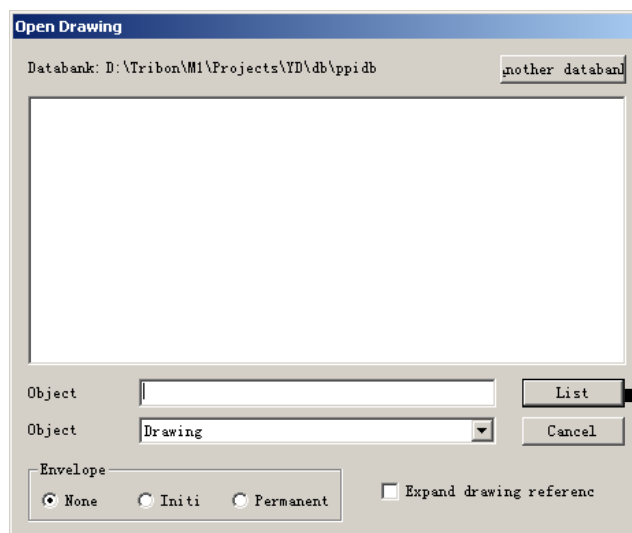 Open Drawing
Databank: D:\Tribon\M1\Projects\YD\db\ppidb
nother databank
Object
List
Object
Drawing
Cancel
Envelope
None
Initi
Permanent
Expand drawing referenc